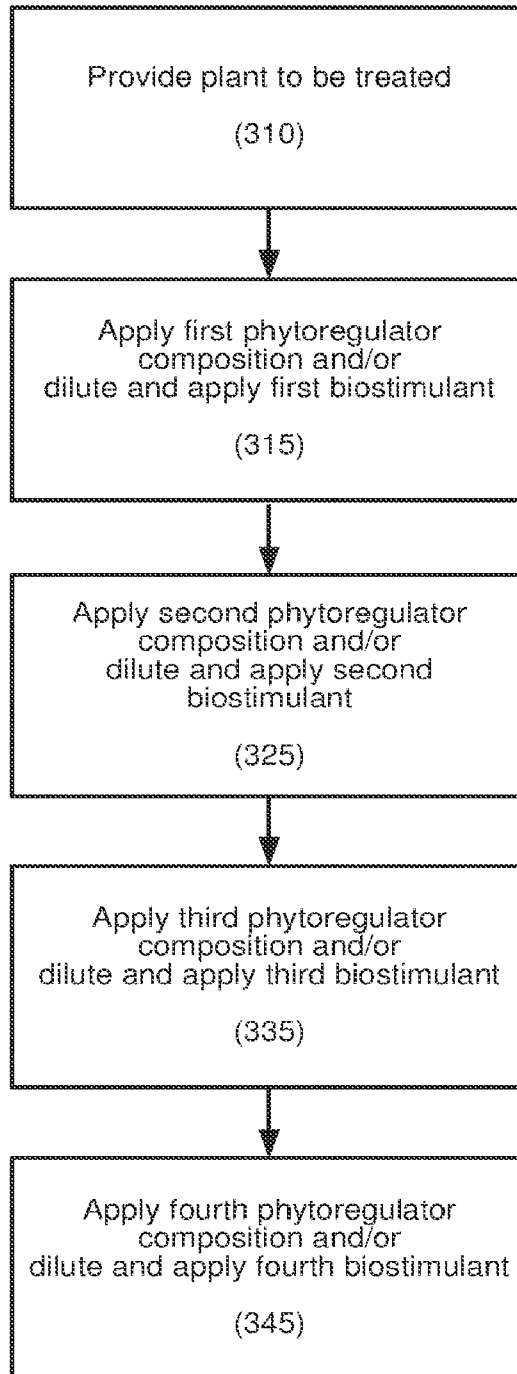 Provide plant to be treated
(310)
Apply first phytoregulator
composition and/or
dilute and apply first biostimulant
(315)
Apply second phytoregulator
composition and/or
dilute and apply second
biostimulant
(325)
Apply third phytoregulator
composition and/or
dilute and apply third biostimulant
(335)
Apply fourth phytoregulator
composition and/or
dilute and apply fourth biostimulant
(345)